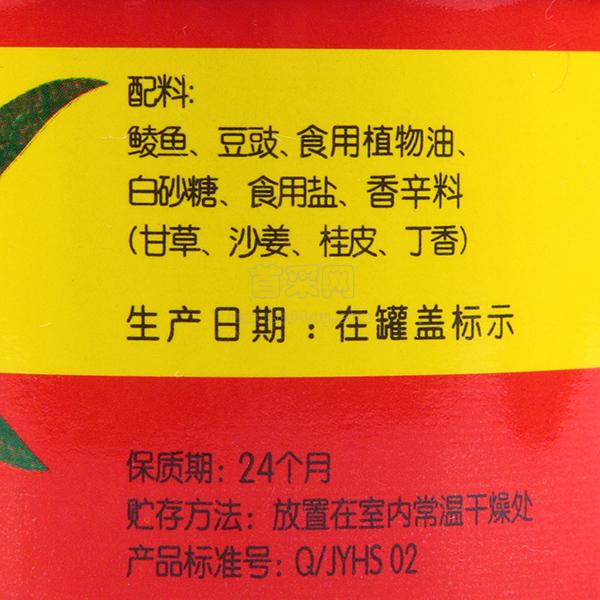 配料:
鲮鱼、豆豉、食用植物油、
白砂糖、食用盐、香辛料
(甘草、沙姜、桂皮、丁香)
首采网
生产日期:在罐盖标示
保质期:24个月
贮存方法:放置在室内常温干燥处
产品标准号:Q/JYHS 02